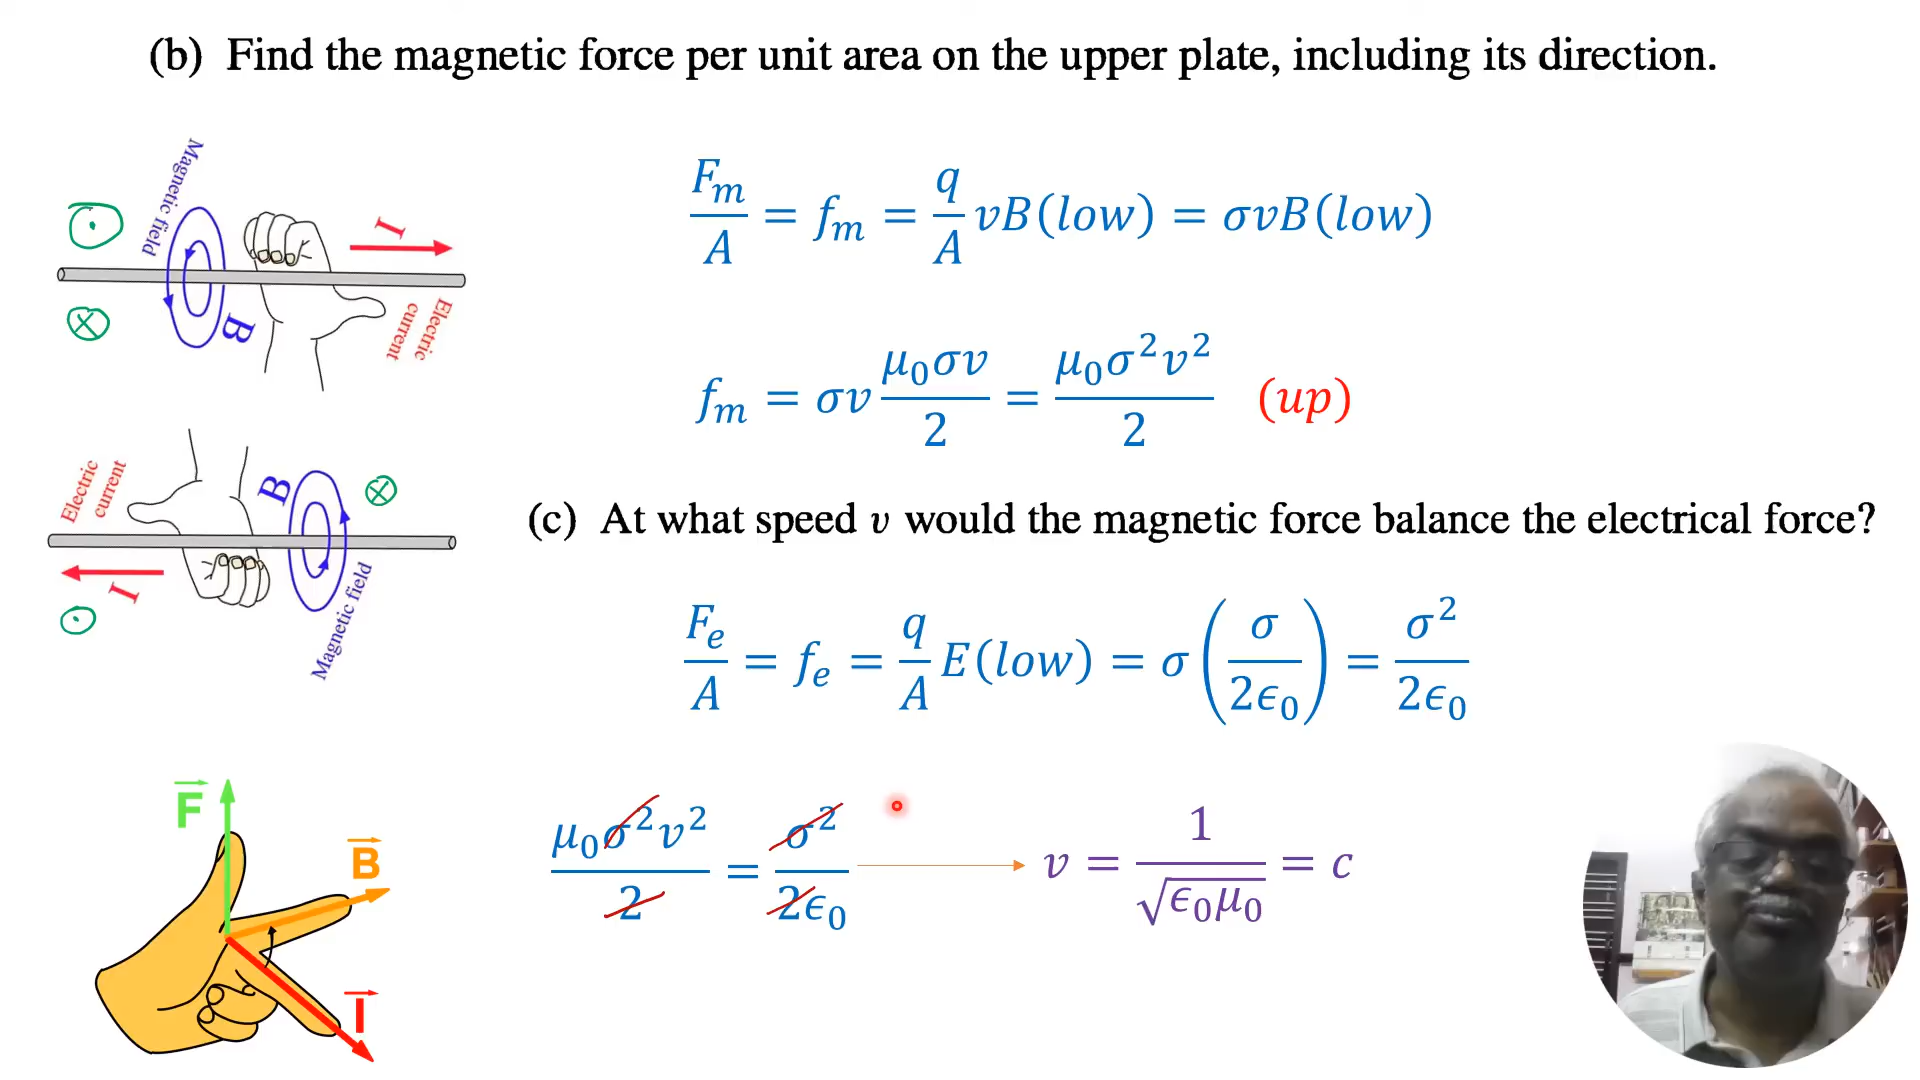 (b) Find the magnetic force per unit area on the upper plate, including its direction.
Magnetic field
I
B
Electric current
F_m/A = f_m = q/A vB(low) = σvB(low)
f_m = σv μ₀σv/2 = μ₀σ²v²/2 (up)
Electric current
B
I
Magnetic field
(c) At what speed v would the magnetic force balance the electrical force?
F_e/A = f_e = q/A E(low) = σ(σ/2ϵ₀) = σ²/2ϵ₀
F
B
I
μ₀σ²v²/2 = σ²/2ϵ₀ → v = 1/√ϵ₀μ₀ = c